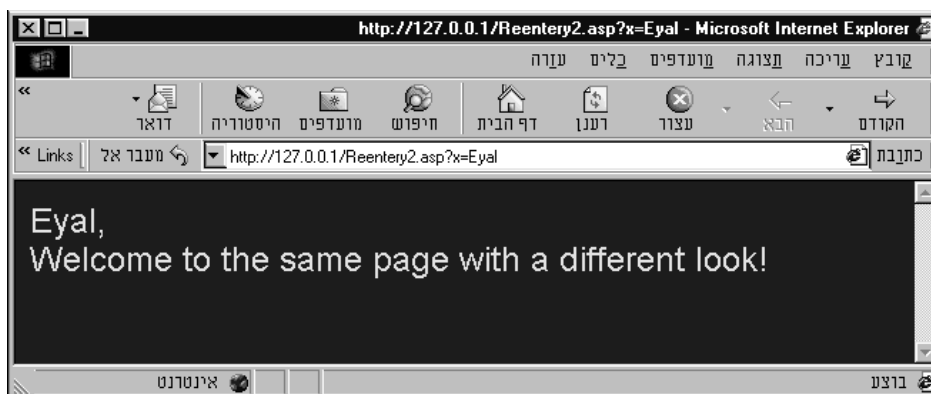 http://127.0.0.1/Reentery2.asp?x=Eyal - Microsoft Internet Explorer
קובץ עריכה תצוגה מועדפים כלים עזרה
הקודם הבא עצור רענן דף הבית חיפוש מועדפים היסטוריה דואר »
כתובת http://127.0.0.1/Reentery2.asp?x=Eyal מעבר אל Links »
Eyal,
Welcome to the same page with a different look!
בוצע אינטרנט